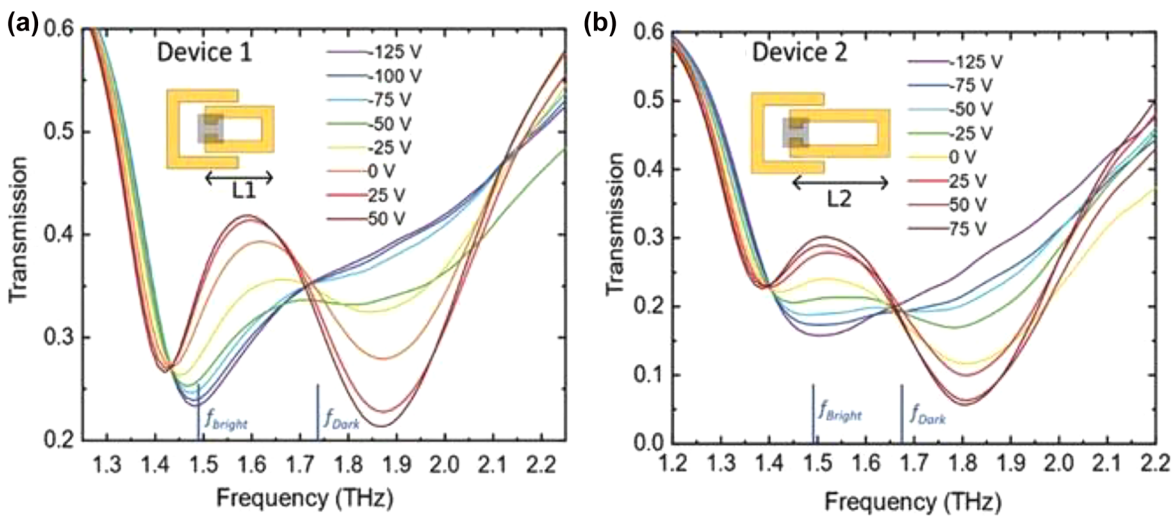 (a)
Device 1
-125 V
-100 V
-75 V
-50 V
-25 V
0 V
25 V
50 V
L1
fbright
fDark
Transmission
0.6
0.5
0.4
0.3
0.2
1.3 1.4 1.5 1.6 1.7 1.8 1.9 2.0 2.1 2.2
Frequency (THz)
(b)
Device 2
-125 V
-75 V
-50 V
-25 V
0 V
25 V
50 V
75 V
L2
fBright
fDark
Transmission
0.6
0.5
0.4
0.3
0.2
0.1
0.0
1.2 1.3 1.4 1.5 1.6 1.7 1.8 1.9 2.0 2.1 2.2
Frequency (THz)